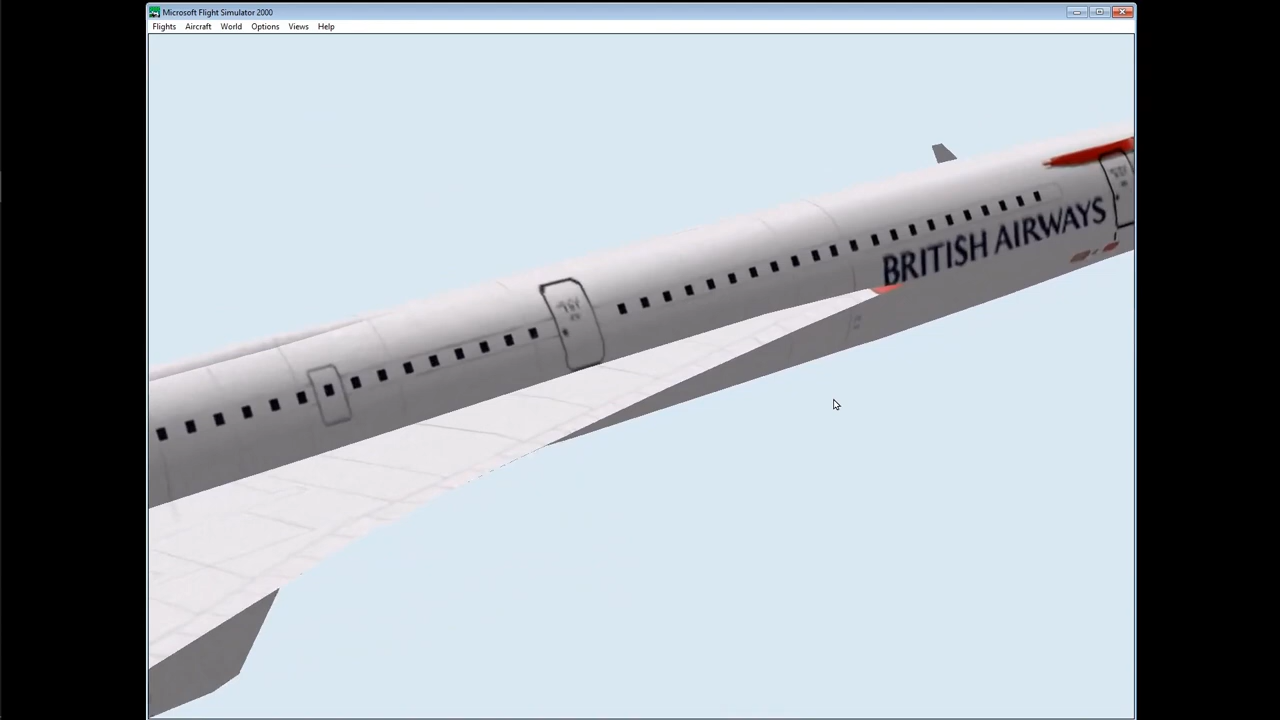 Microsoft Flight Simulator 2000
Flights Aircraft World Options Views Help
BRITISH AIRWAYS